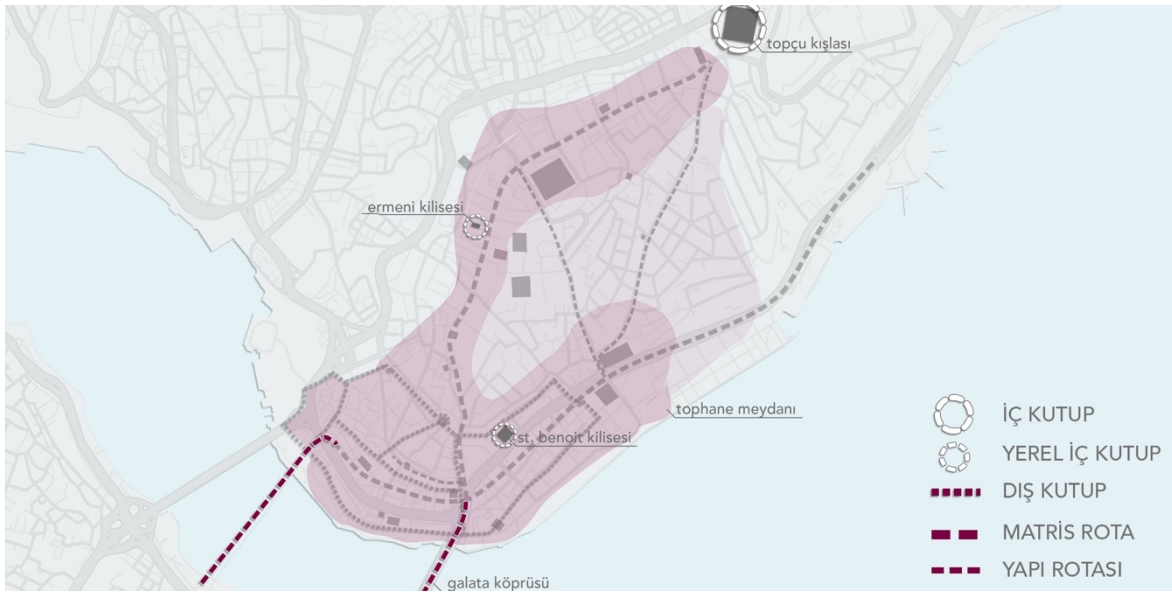 topçu kışlası
ermeni kilisesi
tophane meydanı
st. benoit kilisesi
galata köprüsü
İÇ KUTUP
YEREL İÇ KUTUP
DIŞ KUTUP
MATRİS ROTA
YAPI ROTASI